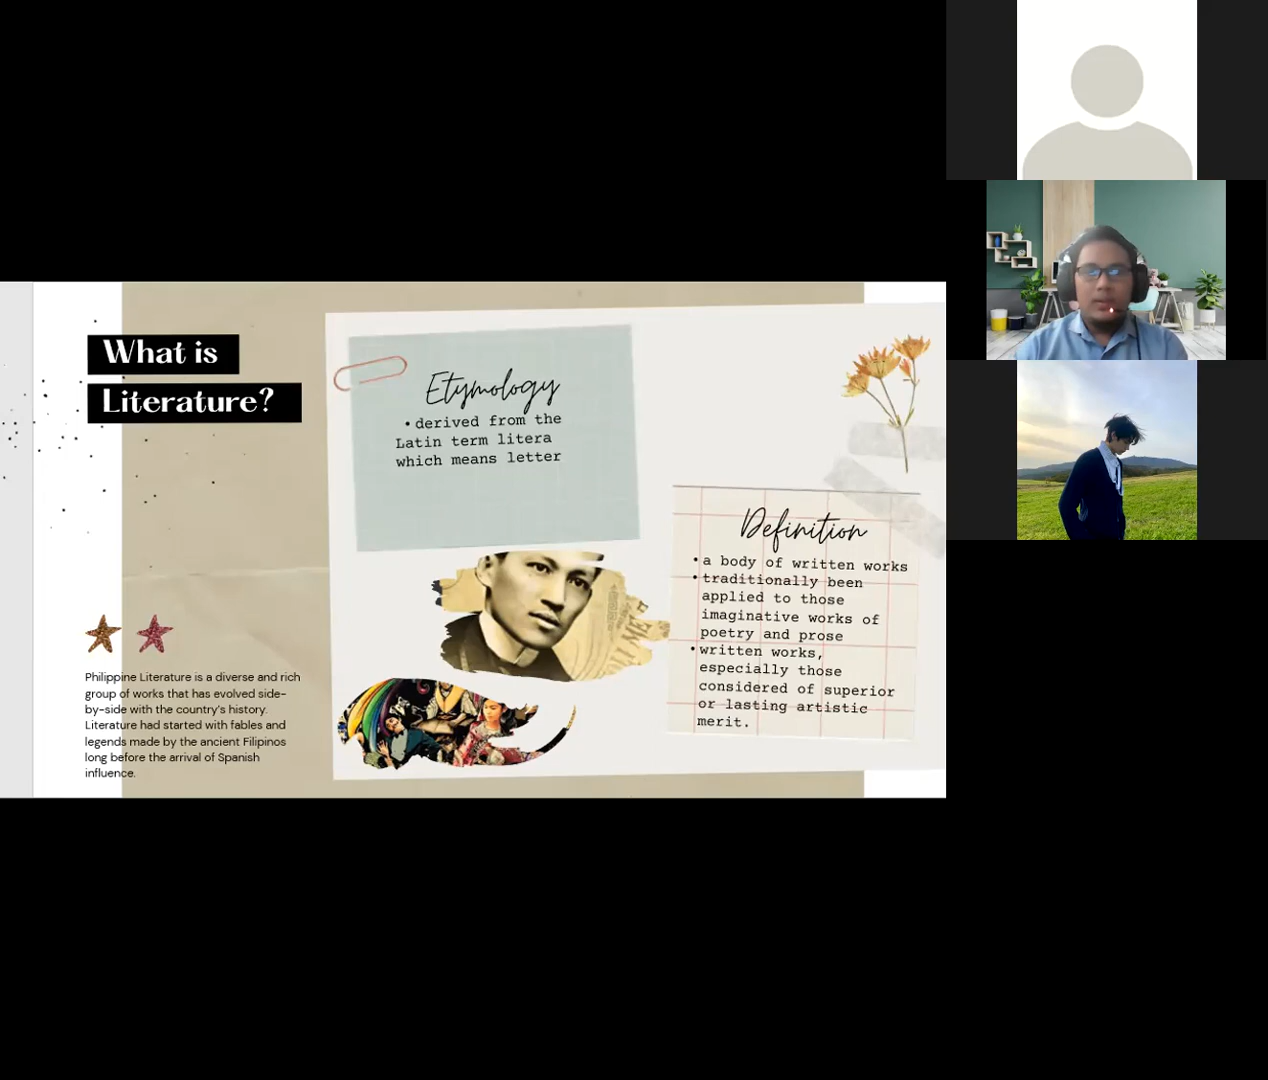 What is
Literature?
Etymology
• derived from the
Latin term litera
which means letter
Definition
• a body of written works
• traditionally been
applied to those
imaginative works of
poetry and prose
• written works,
especially those
considered of superior
or lasting artistic
merit.
Philippine Literature is a diverse and rich
group of works that has evolved side-
by-side with the country's history.
Literature had started with fables and
legends made by the ancient Filipinos
long before the arrival of Spanish
influence.